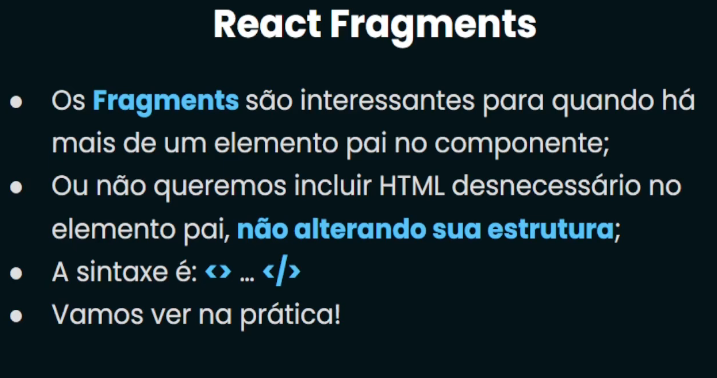 React Fragments
● Os Fragments são interessantes para quando há
mais de um elemento pai no componente;
● Ou não queremos incluir HTML desnecessário no
elemento pai, não alterando sua estrutura;
● A sintaxe é: <> ... </>
● Vamos ver na prática!